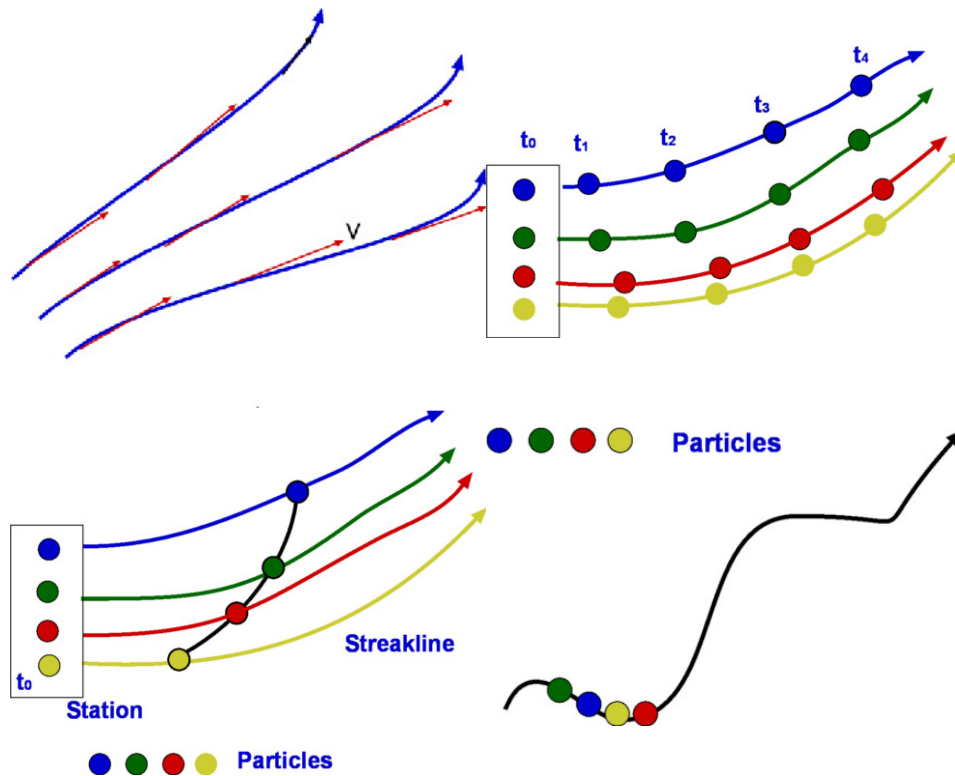 V
t₀ t₁ t₂ t₃ t₄
t₀
Station
Streakline
Particles
Particles